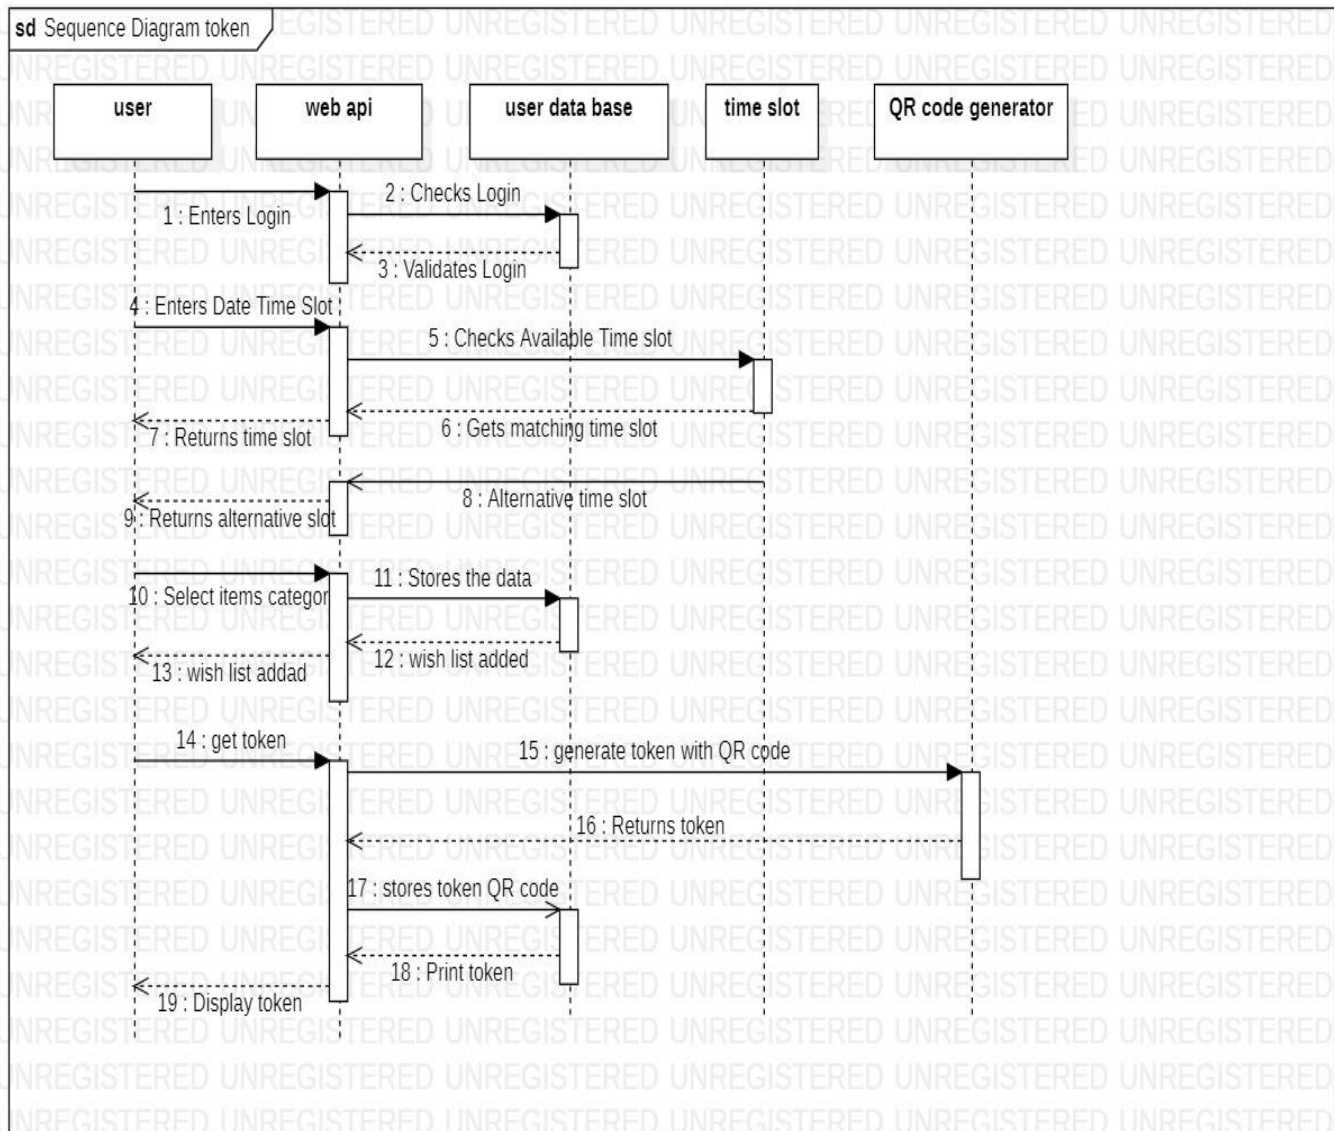 sd Sequence Diagram token
user
web api
user data base
time slot
QR code generator
1 : Enters Login
2 : Checks Login
3 : Validates Login
4 : Enters Date Time Slot
5 : Checks Available Time slot
6 : Gets matching time slot
7 : Returns time slot
8 : Alternative time slot
9 : Returns alternative slot
10 : Select items categor
11 : Stores the data
12 : wish list added
13 : wish list addad
14 : get token
15 : generate token with QR code
16 : Returns token
17 : stores token QR code
18 : Print token
19 : Display token
UNREGISTERED